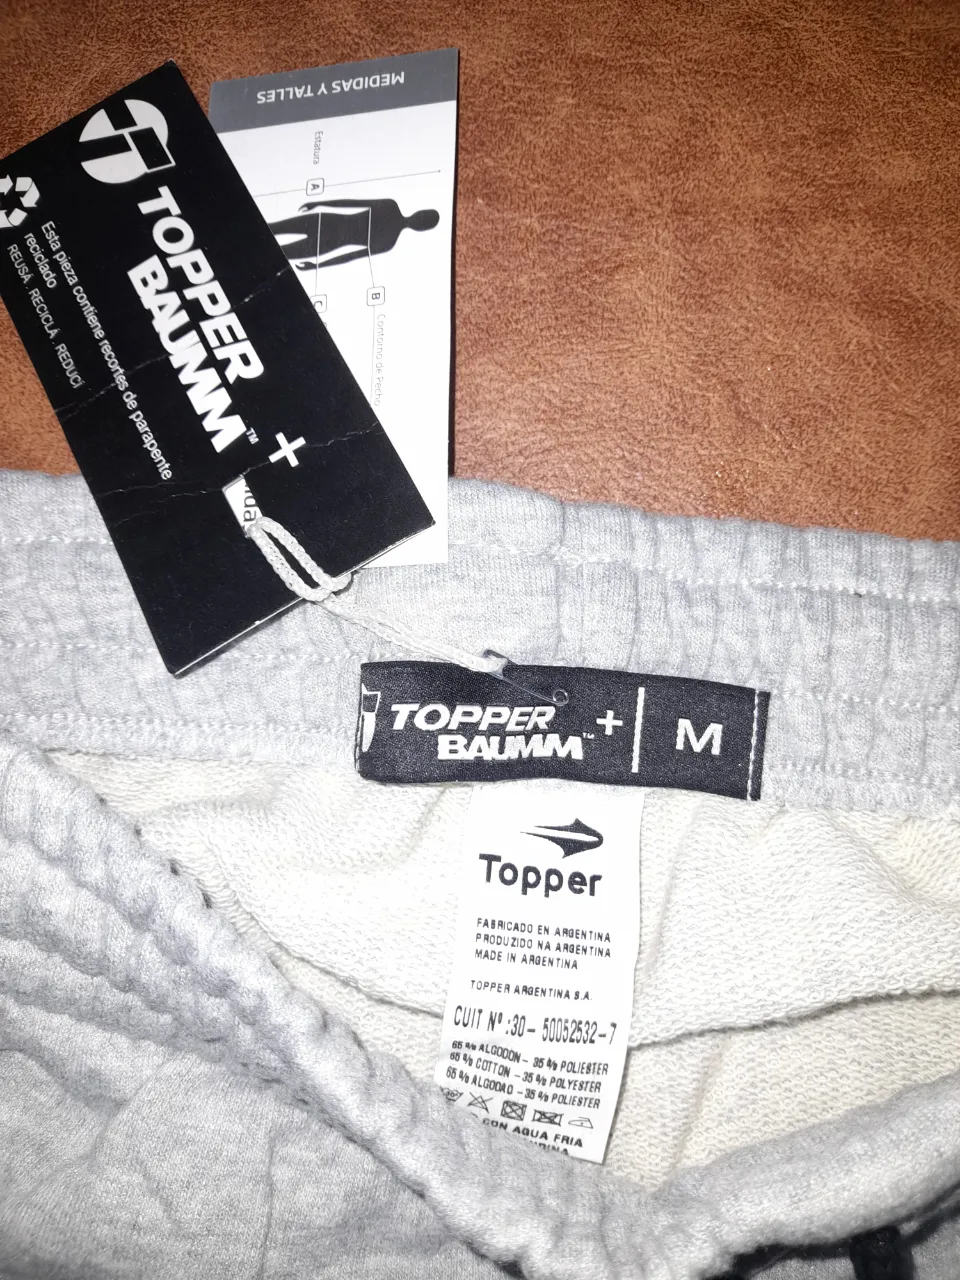 MEDIDAS Y TALLES
Estatura
A
B
Contorno de Pecho
C
TOPPER
BAUMM™
+
Esta pieza contiene recortes de parapente
reciclado
REUSÁ. RECICLÁ. REDUCÍ
TOPPER + | M
BAUMM™
Topper
FABRICADO EN ARGENTINA
PRODUZIDO NA ARGENTINA
MADE IN ARGENTINA
TOPPER ARGENTINA S.A.
CUIT Nº :30- 50052532-7
65 % ALGODON - 35 % POLIESTER
65 % COTTON - 35 % POLYESTER
65 % ALGODAO - 35 % POLIESTER
CON AGUA FRIA